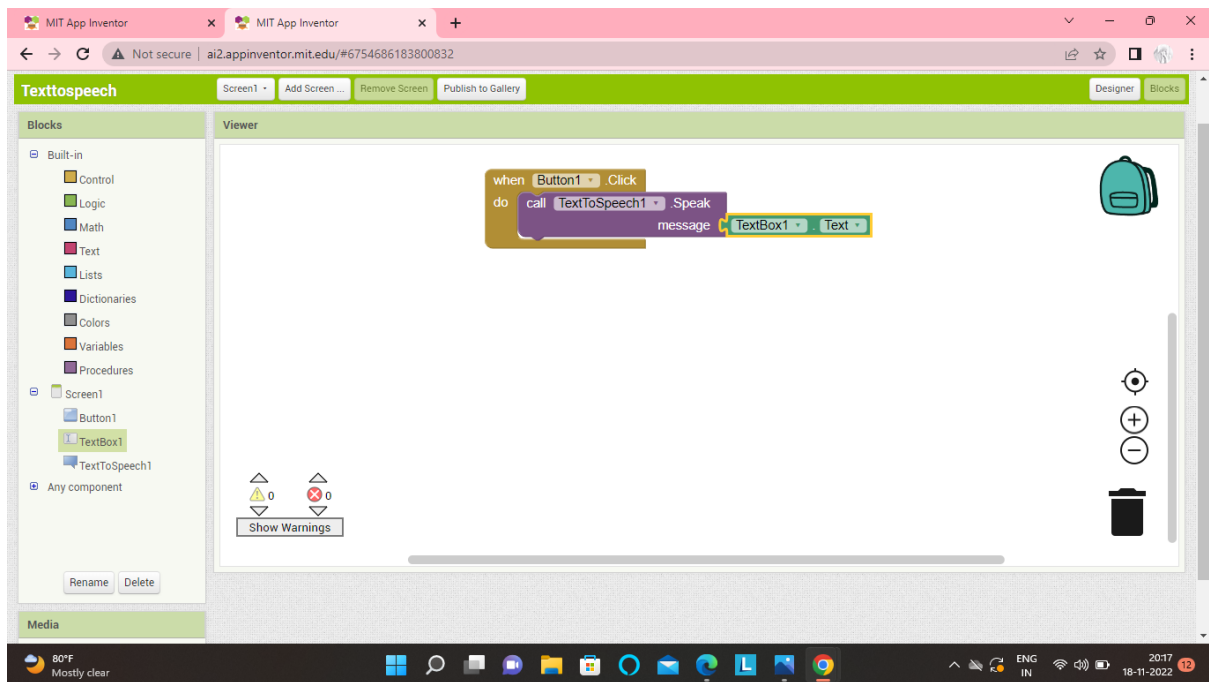 MIT App Inventor
MIT App Inventor
Not secure | ai2.appinventor.mit.edu/#6754686183800832
Texttospeech
Screen1
Add Screen ...
Remove Screen
Publish to Gallery
Designer
Blocks
Blocks
Viewer
Built-in
Control
Logic
Math
Text
Lists
Dictionaries
Colors
Variables
Procedures
Screen1
Button1
TextBox1
TextToSpeech1
Any component
Rename
Delete
Media
when Button1 .Click
do call TextToSpeech1 .Speak
message TextBox1 . Text
0
0
Show Warnings
80°F
Mostly clear
L
ENG
IN
20:17
18-11-2022
12